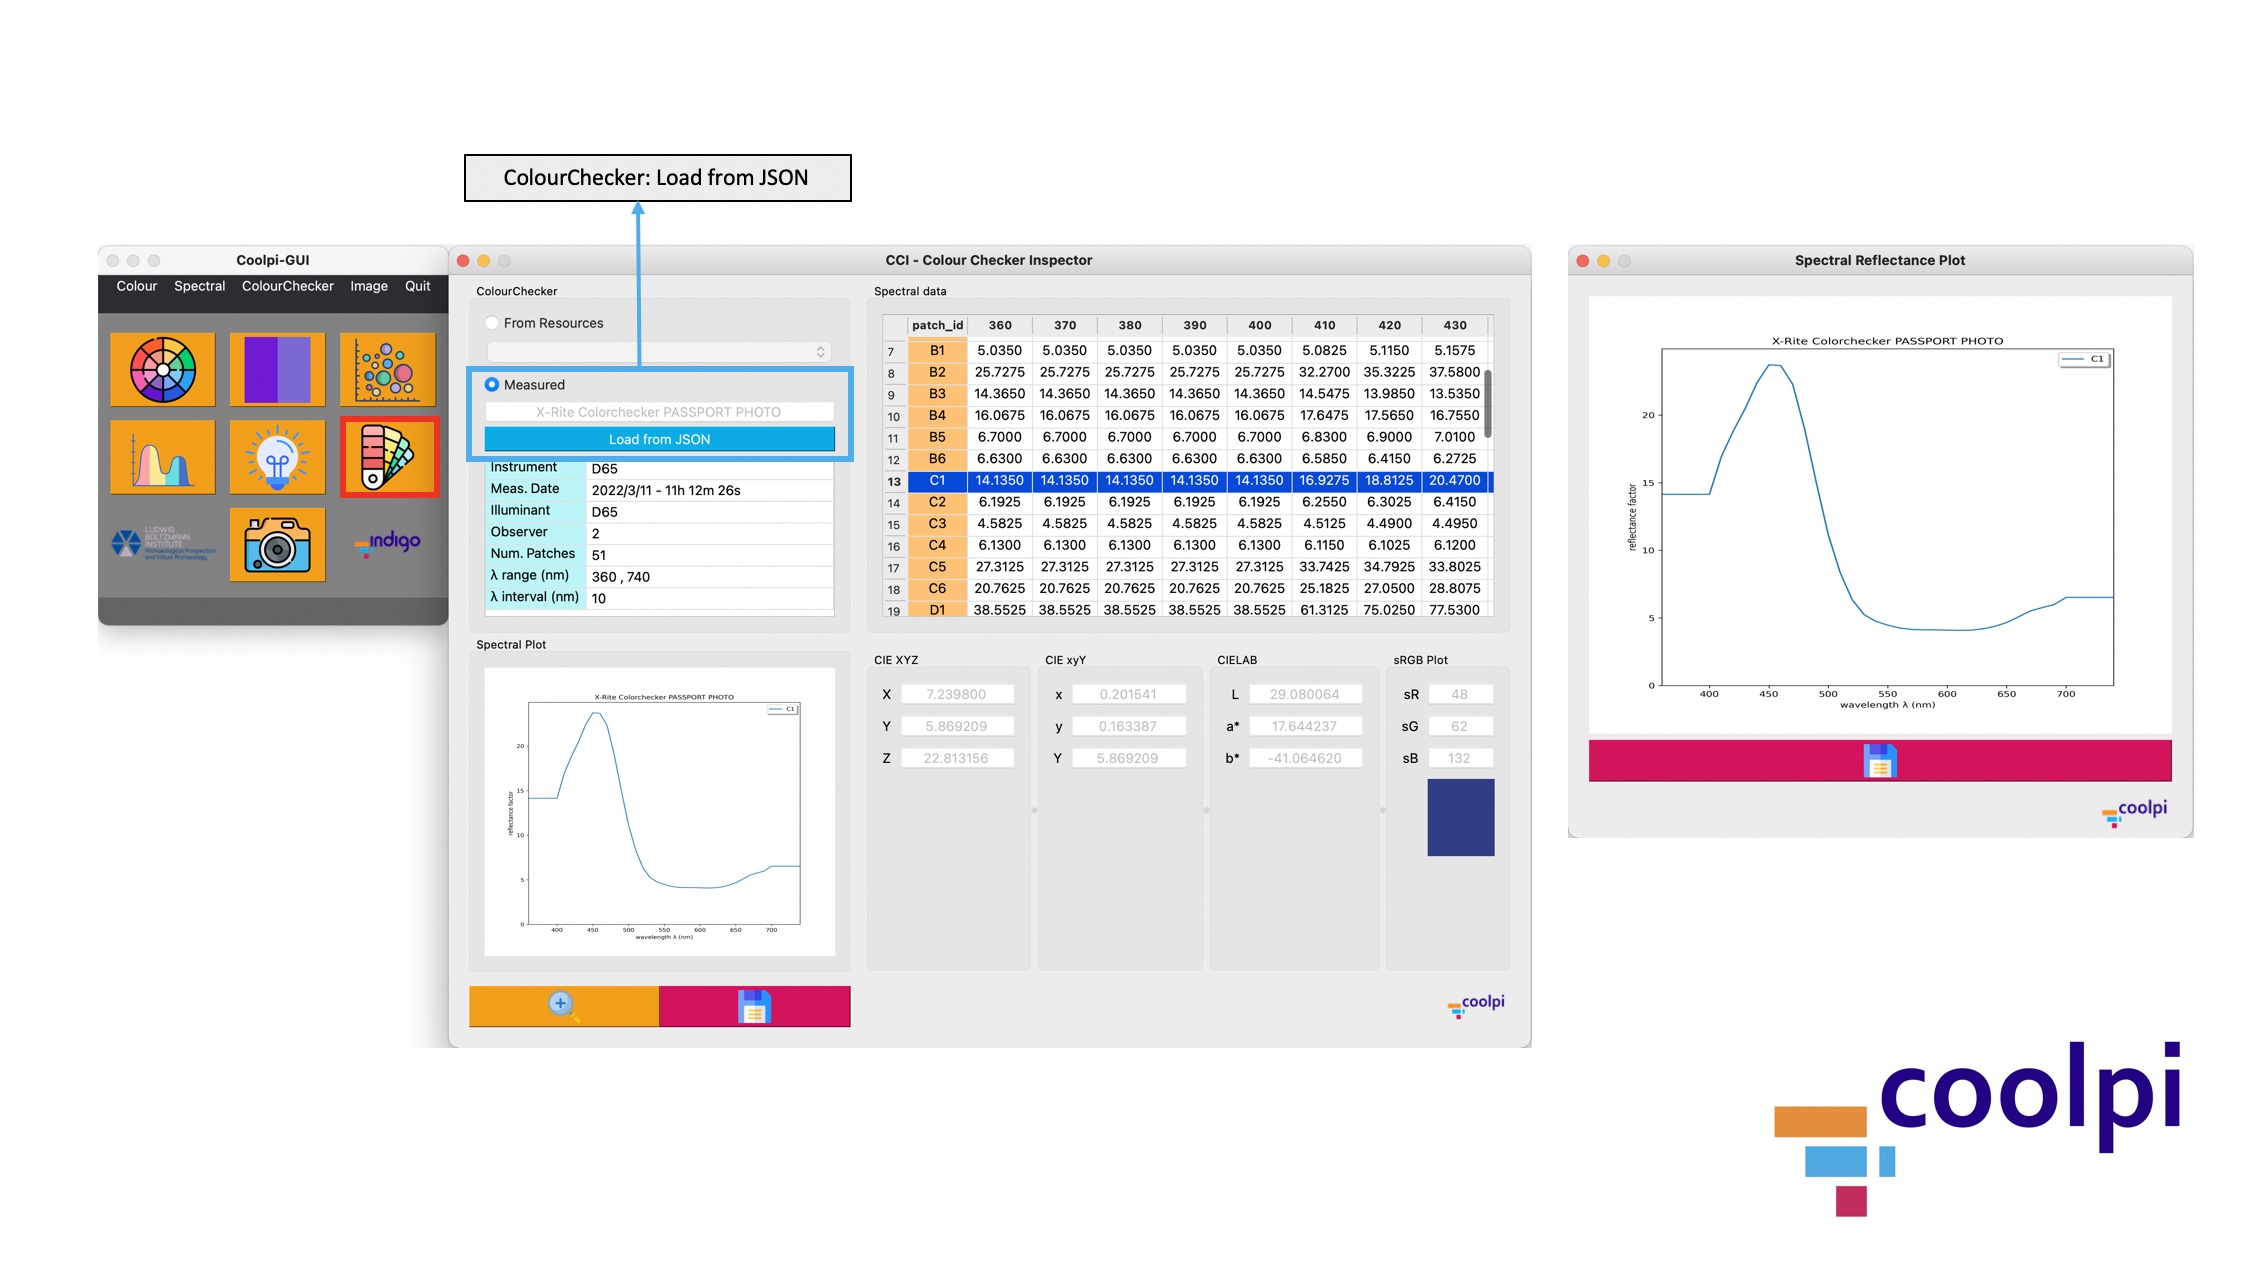 ColourChecker: Load from JSON
Coolpi-GUI
Colour Spectral ColourChecker Image Quit
LUDWIG
BOLTZMANN
INSTITUTE
Archaeological Prospection
and Virtual Archaeology
indigo
CCI - Colour Checker Inspector
ColourChecker
From Resources
Measured
X-Rite Colorchecker PASSPORT PHOTO
Load from JSON
Instrument D65
Meas. Date 2022/3/11 - 11h 12m 26s
Illuminant D65
Observer 2
Num. Patches 51
λ range (nm) 360 , 740
λ interval (nm) 10
Spectral data
patch_id 360 370 380 390 400 410 420 430
7 B1 5.0350 5.0350 5.0350 5.0350 5.0350 5.0825 5.1150 5.1575
8 B2 25.7275 25.7275 25.7275 25.7275 25.7275 32.2700 35.3225 37.5800
9 B3 14.3650 14.3650 14.3650 14.3650 14.3650 14.5475 13.9850 13.5350
10 B4 16.0675 16.0675 16.0675 16.0675 16.0675 17.6475 17.5650 16.7550
11 B5 6.7000 6.7000 6.7000 6.7000 6.7000 6.8300 6.9000 7.0100
12 B6 6.6300 6.6300 6.6300 6.6300 6.6300 6.5850 6.4150 6.2725
13 C1 14.1350 14.1350 14.1350 14.1350 14.1350 16.9275 18.8125 20.4700
14 C2 6.1925 6.1925 6.1925 6.1925 6.1925 6.2550 6.3025 6.4150
15 C3 4.5825 4.5825 4.5825 4.5825 4.5825 4.5125 4.4900 4.4950
16 C4 6.1300 6.1300 6.1300 6.1300 6.1300 6.1150 6.1025 6.1200
17 C5 27.3125 27.3125 27.3125 27.3125 27.3125 33.7425 34.7925 33.8025
18 C6 20.7625 20.7625 20.7625 20.7625 20.7625 25.1825 27.0500 28.8075
19 D1 38.5525 38.5525 38.5525 38.5525 38.5525 61.3125 75.0250 77.5300
Spectral Plot
X-Rite Colorchecker PASSPORT PHOTO
C1
20
15
10
5
0
reflectance factor
400 450 500 550 600 650 700
wavelength λ (nm)
CIE XYZ
X 7.239800
Y 5.869209
Z 22.813156
CIE xyY
x 0.201541
y 0.163387
Y 5.869209
CIELAB
L 29.080064
a* 17.644237
b* -41.064620
sRGB Plot
sR 48
sG 62
sB 132
coolpi
Spectral Reflectance Plot
X-Rite Colorchecker PASSPORT PHOTO
C1
20
15
10
5
0
reflectance factor
400 450 500 550 600 650 700
wavelength λ (nm)
coolpi
coolpi